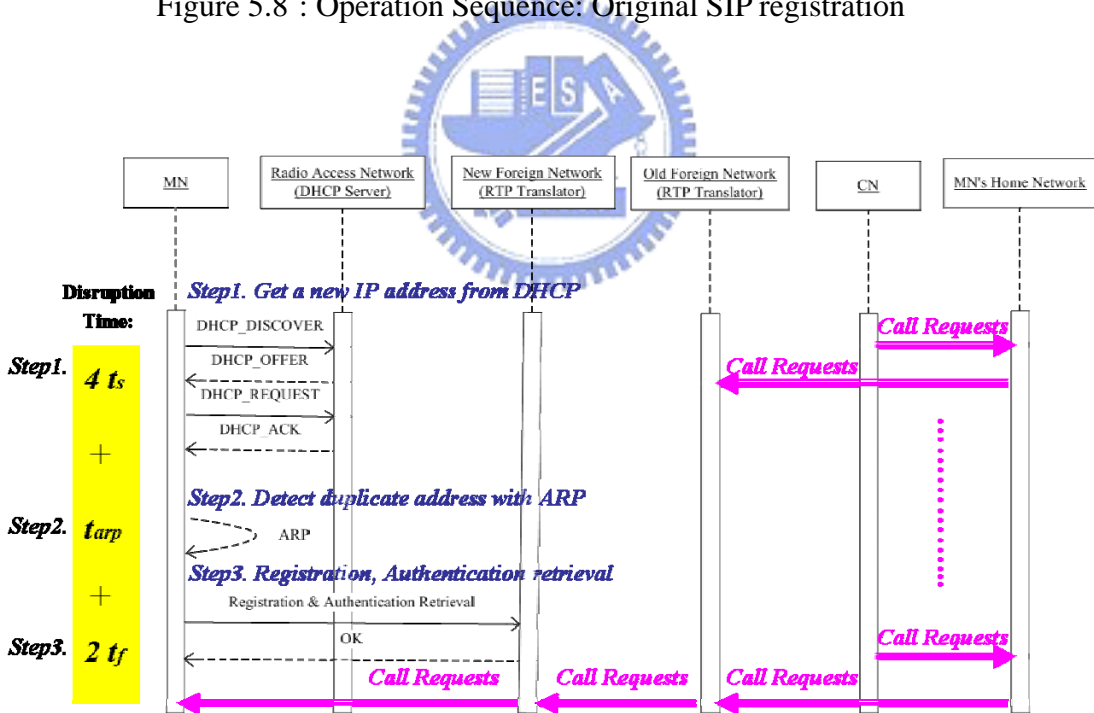 Figure 5.8 : Operation Sequence: Original SIP registration
ESA
MN
Radio Access Network
(DHCP Server)
New Foreign Network
(RTP Translator)
Old Foreign Network
(RTP Translator)
CN
MN's Home Network
Disruption
Time:
Step1. Get a new IP address from DHCP
DHCP_DISCOVER
Call Requests
Step1.
4 ts
DHCP_OFFER
Call Requests
DHCP_REQUEST
DHCP_ACK
+
Step2. Detect duplicate address with ARP
Step2.
tarp
ARP
Step3. Registration, Authentication retrieval
+
Registration & Authentication Retrieval
Step3.
2 tf
OK
Call Requests
Call Requests
Call Requests
Call Requests